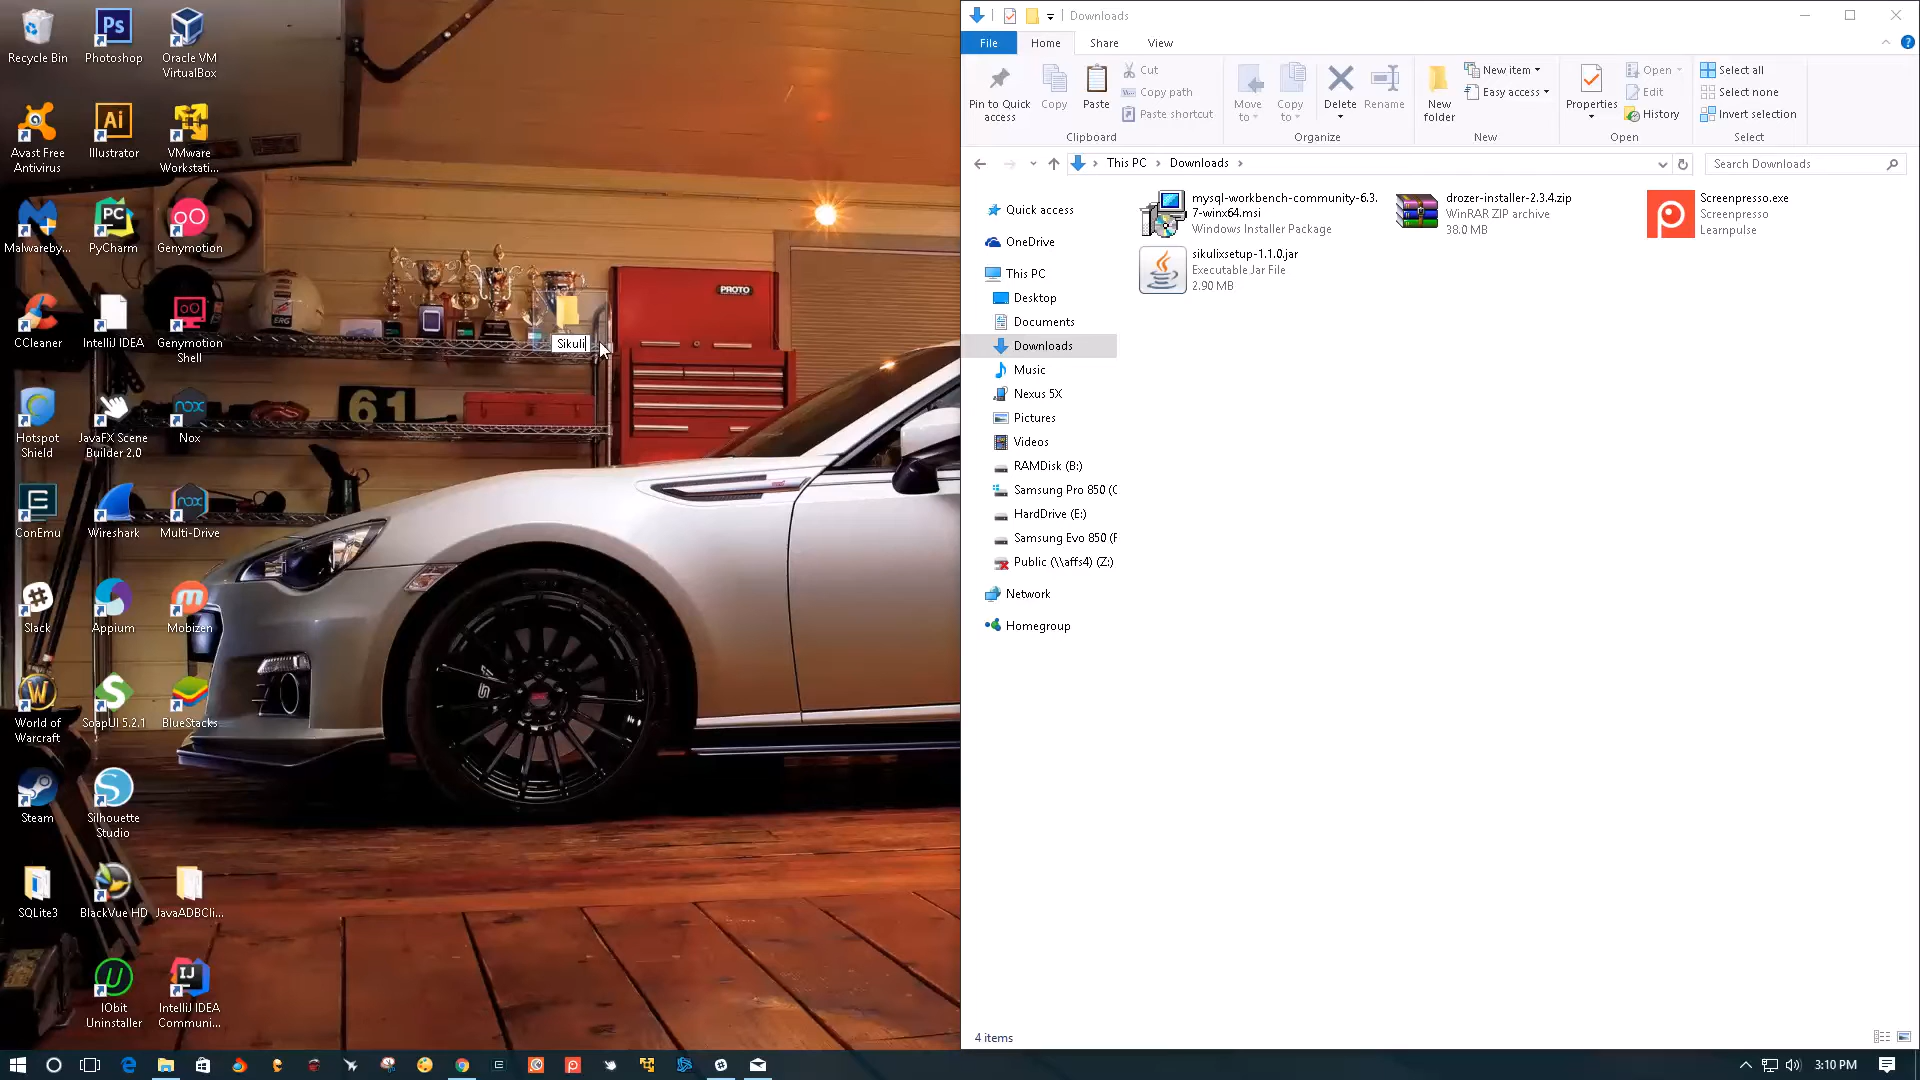 Recycle Bin
Photoshop
Oracle VM
VirtualBox
Avast Free
Antivirus
Illustrator
VMware
Workstati...
Malwareby...
PyCharm
Genymotion
CCleaner
IntelliJ IDEA
Genymotion
Shell
Hotspot
Shield
JavaFX Scene
Builder 2.0
Nox
ConEmu
Wireshark
Multi-Drive
Slack
Appium
Mobizen
World of
Warcraft
SoapUI 5.2.1
BlueStacks
Steam
Silhouette
Studio
SQLite3
BlackVue HD
JavaADBCli...
IObit
Uninstaller
IntelliJ IDEA
Communi...
Sikuli
PROTO
ERG
61
Downloads
File
Home
Share
View
Pin to Quick
access
Copy
Paste
Cut
Copy path
Paste shortcut
Clipboard
Move
to
Copy
to
Delete
Rename
Organize
New
folder
New item
Easy access
New
Properties
Open
Edit
History
Open
Select all
Select none
Invert selection
Select
This PC
Downloads
Search Downloads
Quick access
OneDrive
This PC
Desktop
Documents
Downloads
Music
Nexus 5X
Pictures
Videos
RAMDisk (B:)
Samsung Pro 850 (C
HardDrive (E:)
Samsung Evo 850 (F
Public (\\affs4) (Z:)
Network
Homegroup
mysql-workbench-community-6.3.
7-winx64.msi
Windows Installer Package
drozer-installer-2.3.4.zip
WinRAR ZIP archive
38.0 MB
Screenpresso.exe
Screenpresso
Learnpulse
sikulixsetup-1.1.0.jar
Executable Jar File
2.90 MB
4 items
3:10 PM